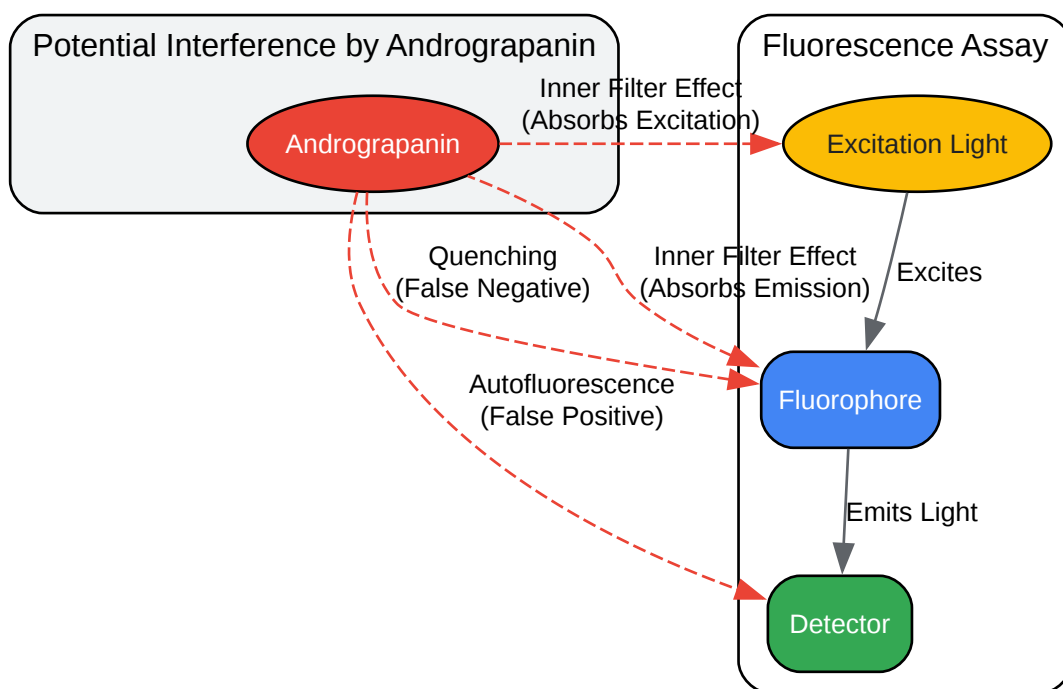 Potential Interference by Andrograpanin
Fluorescence Assay
Inner Filter Effect
(Absorbs Excitation)
Andrograpanin
Excitation Light
Quenching
(False Negative)
Inner Filter Effect
(Absorbs Emission)
Excites
Autofluorescence
(False Positive)
Fluorophore
Emits Light
Detector